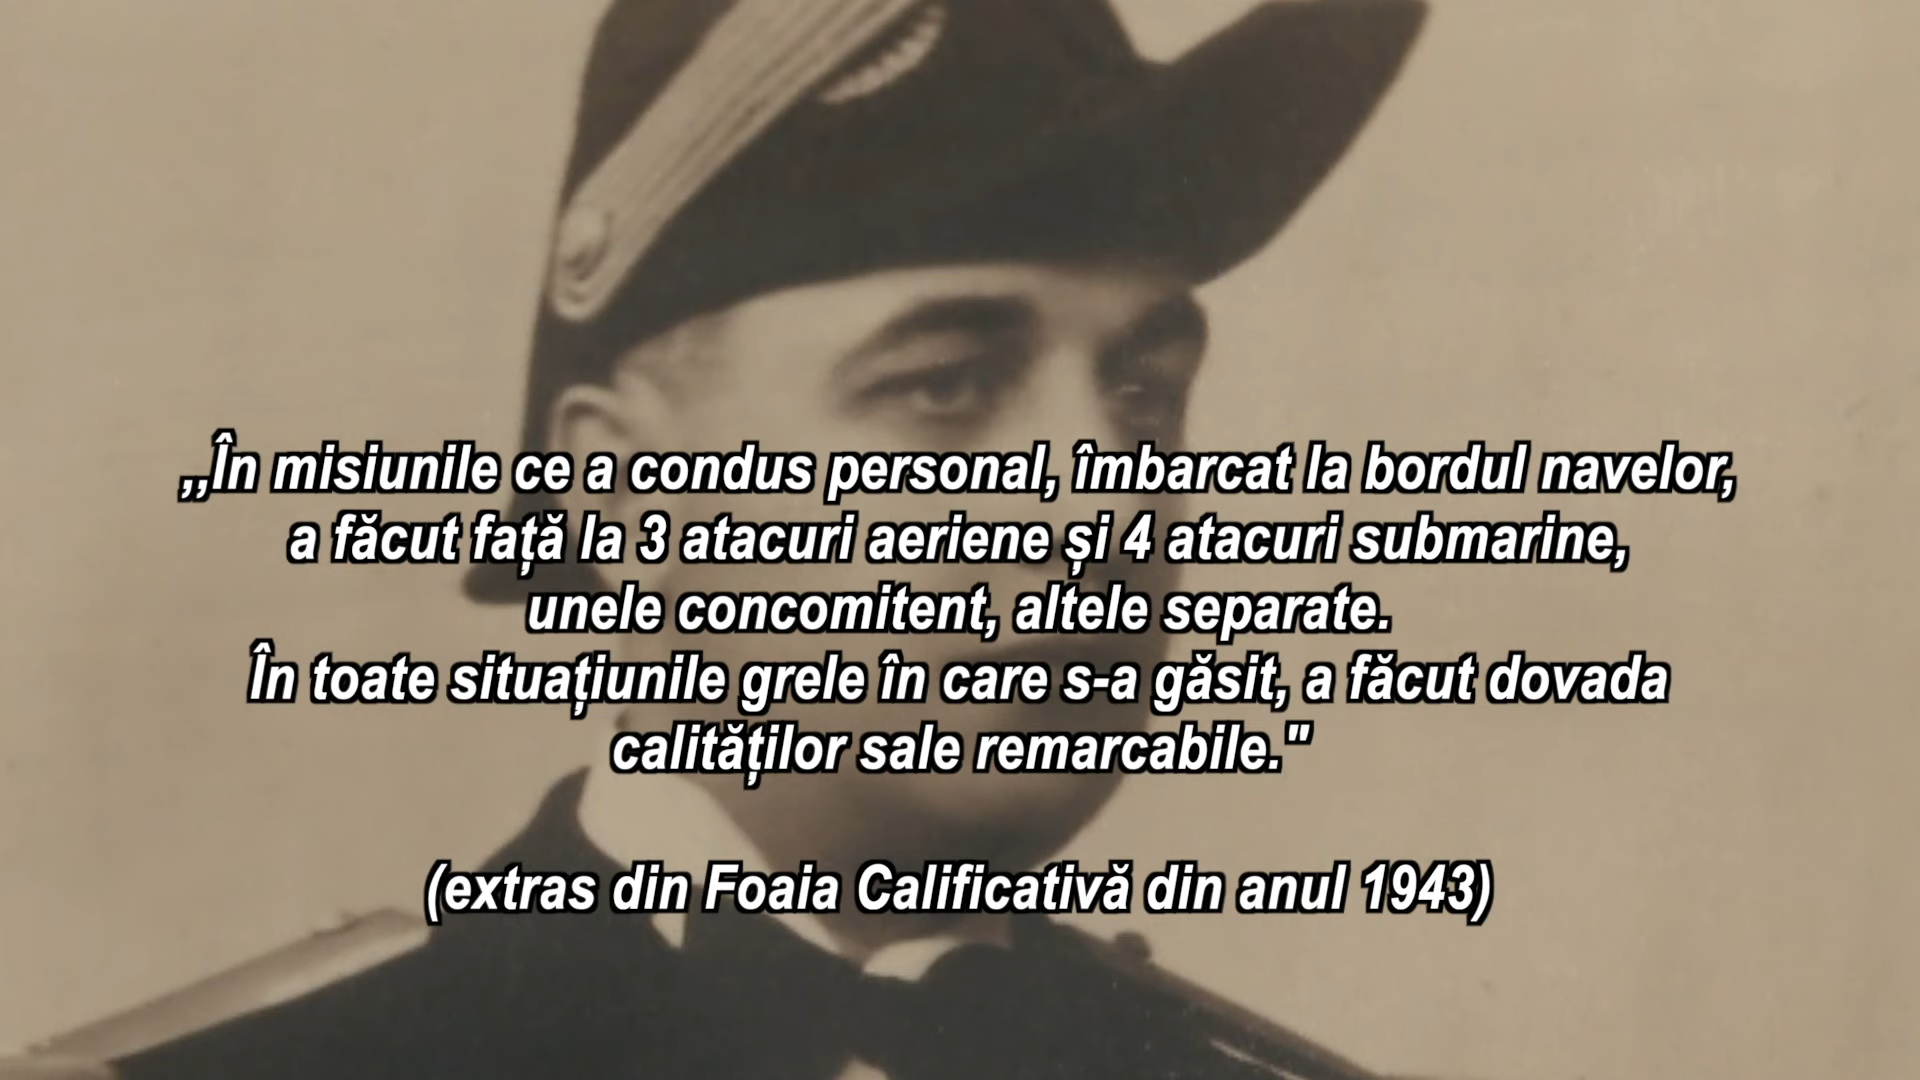 ,,În misiunile ce a condus personal, îmbarcat la bordul navelor,
a făcut față la 3 atacuri aeriene și 4 atacuri submarine,
unele concomitent, altele separate.
În toate situațiunile grele în care s-a găsit, a făcut dovada
calităților sale remarcabile."
(extras din Foaia Calificativă din anul 1943)